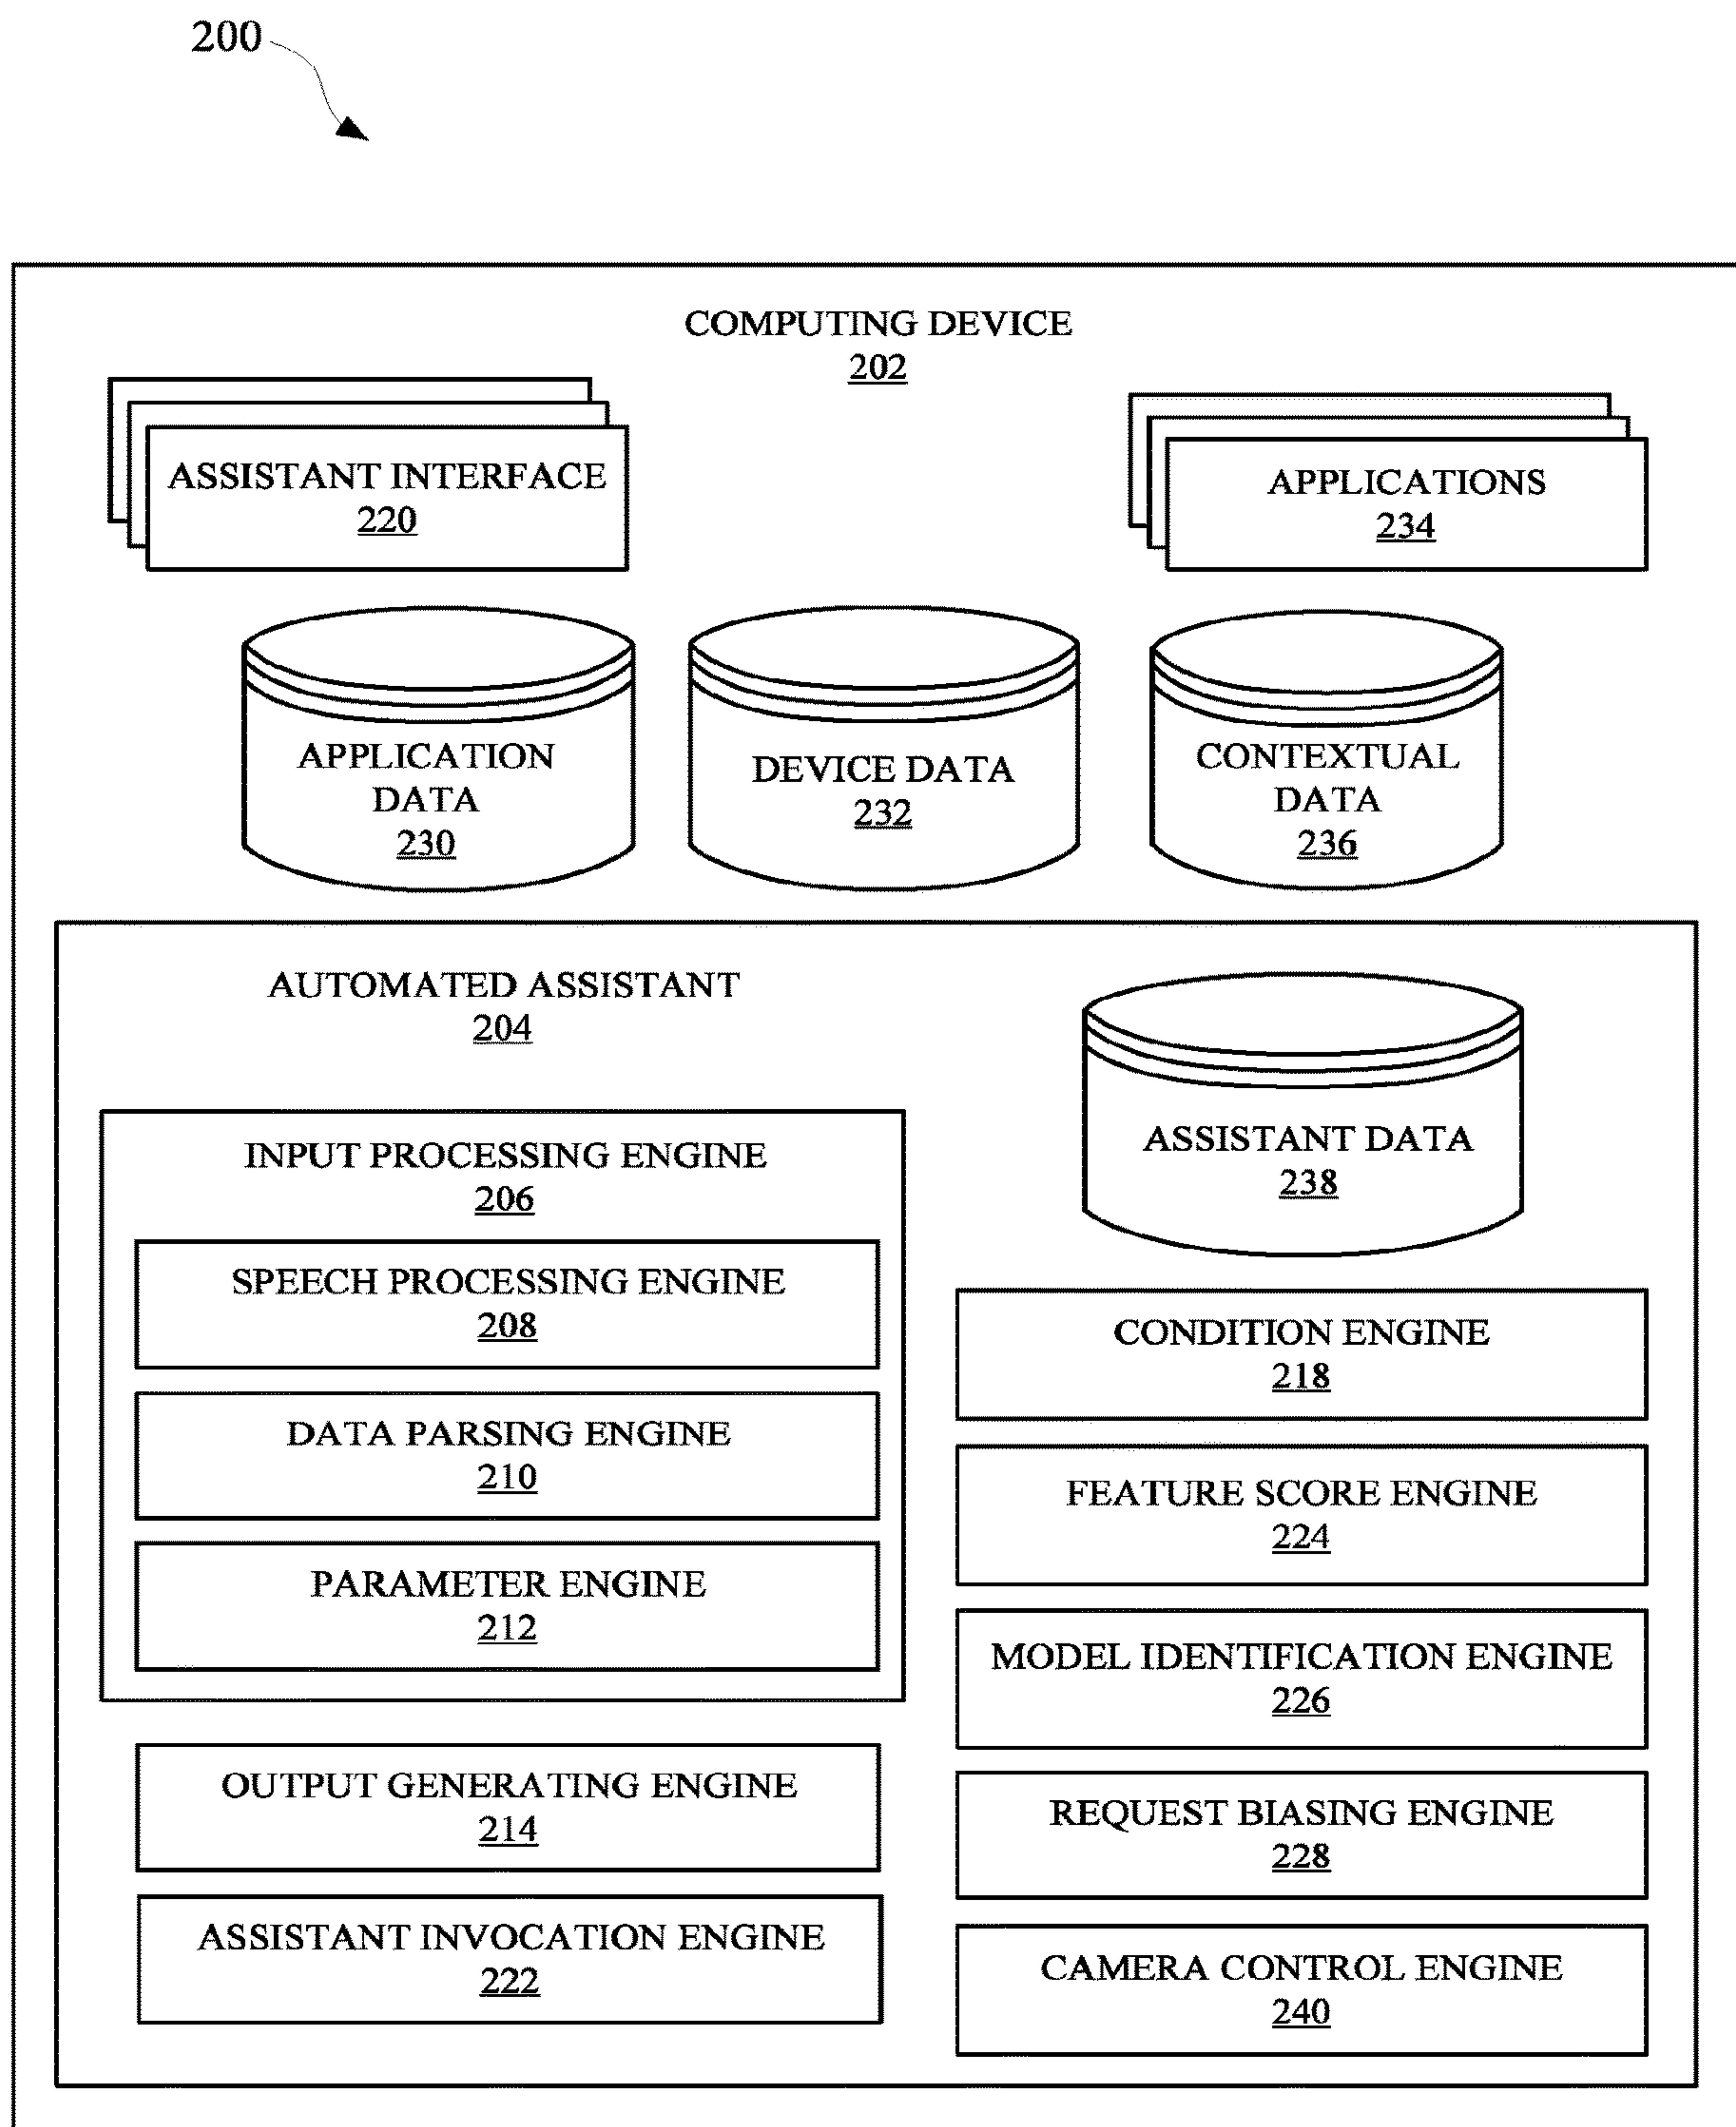 200
COMPUTING DEVICE
202
ASSISTANT INTERFACE
220
APPLICATIONS
234
APPLICATION
DATA
230
DEVICE DATA
232
CONTEXTUAL
DATA
236
AUTOMATED ASSISTANT
204
ASSISTANT DATA
238
INPUT PROCESSING ENGINE
206
SPEECH PROCESSING ENGINE
208
DATA PARSING ENGINE
210
PARAMETER ENGINE
212
OUTPUT GENERATING ENGINE
214
ASSISTANT INVOCATION ENGINE
222
CONDITION ENGINE
218
FEATURE SCORE ENGINE
224
MODEL IDENTIFICATION ENGINE
226
REQUEST BIASING ENGINE
228
CAMERA CONTROL ENGINE
240